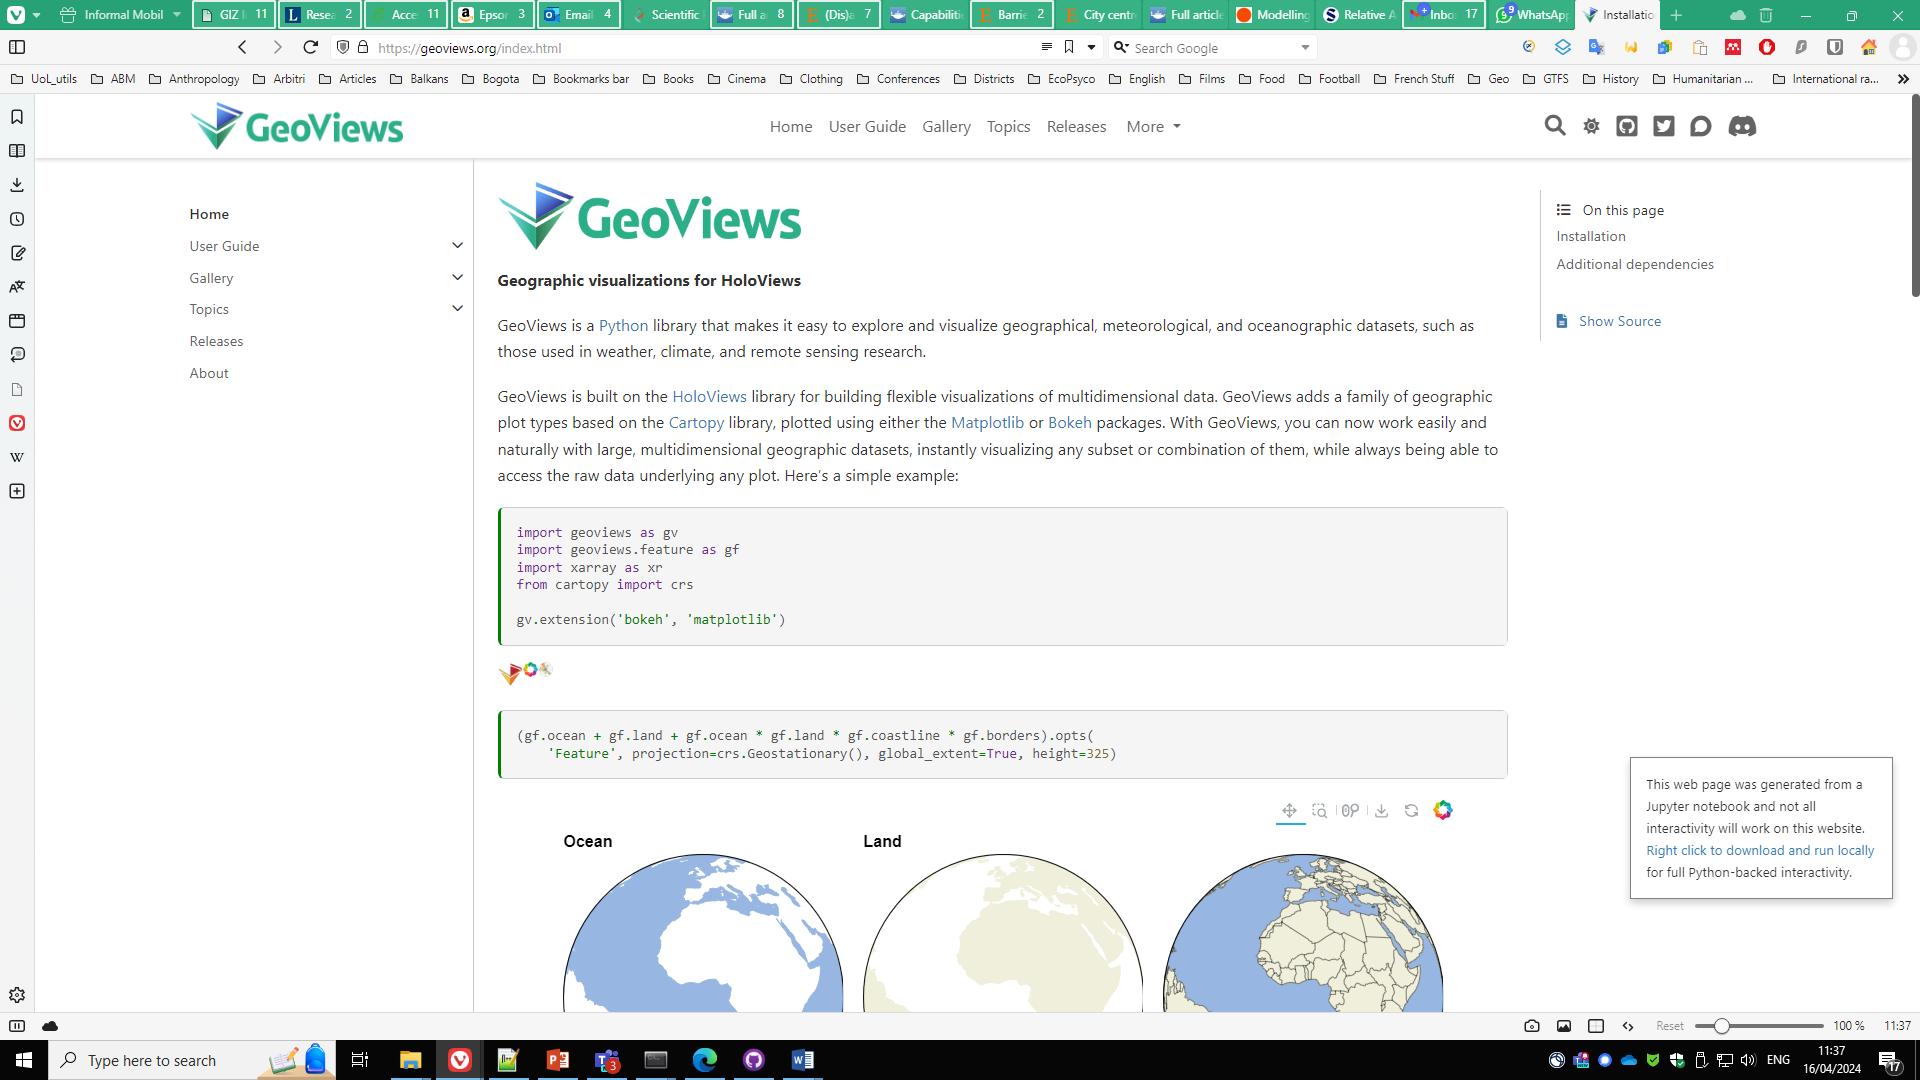 Informal Mobil
GIZ I 11
Resea 2
Acce 11
Epsor 3
Email 4
Scientific
Full a 8
(Dis)a 7
Capabiliti
Barrie 2
City centr
Full article
Modelling
Relative A
Inbo 17
9
WhatsApp
Installatio
https://geoviews.org/index.html
Search Google
UoL_utils
ABM
Anthropology
Arbitri
Articles
Balkans
Bogota
Bookmarks bar
Books
Cinema
Clothing
Conferences
Districts
EcoPsyco
English
Films
Food
Football
French Stuff
Geo
GTFS
History
Humanitarian ...
International ra...
GeoViews
Home
User Guide
Gallery
Topics
Releases
More
Home
User Guide
Gallery
Topics
Releases
About
GeoViews
Geographic visualizations for HoloViews
GeoViews is a Python library that makes it easy to explore and visualize geographical, meteorological, and oceanographic datasets, such as
those used in weather, climate, and remote sensing research.
GeoViews is built on the HoloViews library for building flexible visualizations of multidimensional data. GeoViews adds a family of geographic
plot types based on the Cartopy library, plotted using either the Matplotlib or Bokeh packages. With GeoViews, you can now work easily and
naturally with large, multidimensional geographic datasets, instantly visualizing any subset or combination of them, while always being able to
access the raw data underlying any plot. Here's a simple example:
import geoviews as gv
import geoviews.feature as gf
import xarray as xr
from cartopy import crs
gv.extension('bokeh', 'matplotlib')
(gf.ocean + gf.land + gf.ocean * gf.land * gf.coastline * gf.borders).opts(
'Feature', projection=crs.Geostationary(), global_extent=True, height=325)
Ocean
Land
On this page
Installation
Additional dependencies
Show Source
This web page was generated from a
Jupyter notebook and not all
interactivity will work on this website.
Right click to download and run locally
for full Python-backed interactivity.
Reset
100 %
11:37
Type here to search
3
ENG
11:37
16/04/2024
17